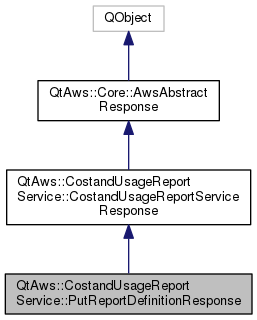 QObject
QtAws::Core::AwsAbstract
Response
QtAws::CostandUsageReport
Service::CostandUsageReportService
Response
QtAws::CostandUsageReport
Service::PutReportDefinitionResponse